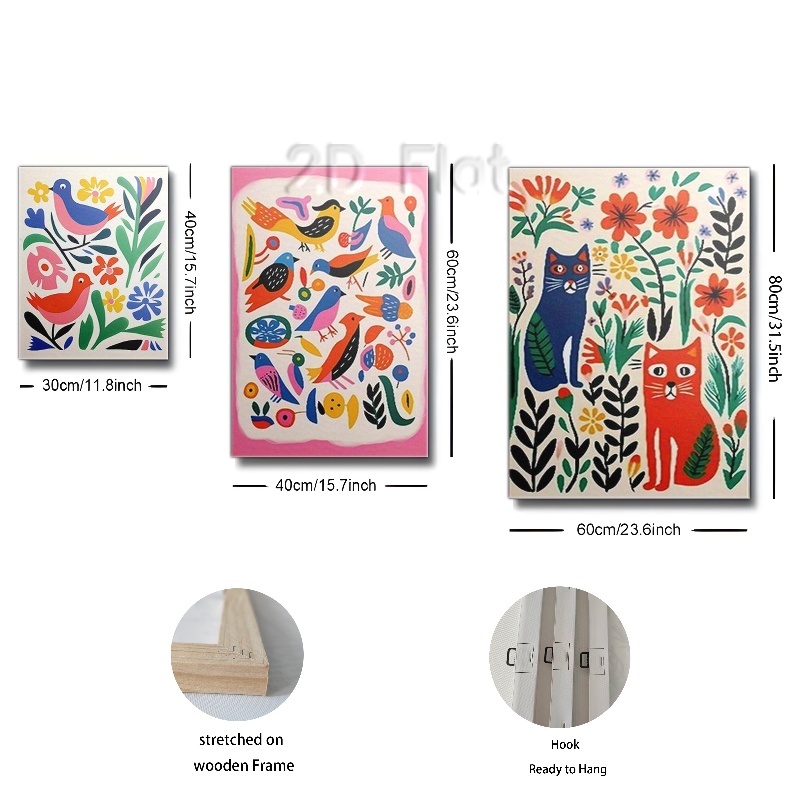 2D Flat
40cm/15.7inch
30cm/11.8inch
60cm/23.6inch
40cm/15.7inch
80cm/31.5inch
60cm/23.6inch
stretched on
wooden Frame
Hook
Ready to Hang